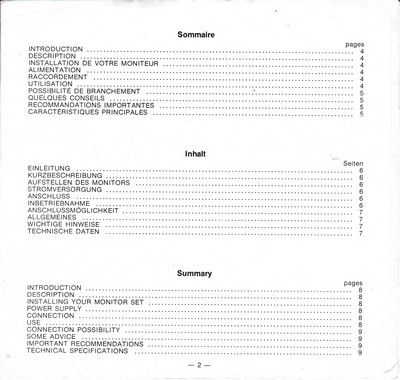 Sommaire
pages
INTRODUCTION 4
DESCRIPTION 4
INSTALLATION DE VOTRE MONITEUR 4
ALIMENTATION 4
RACCORDEMENT 4
UTILISATION 4
POSSIBILITÉ DE BRANCHEMENT 5
QUELQUES CONSEILS 5
RECOMMANDATIONS IMPORTANTES 5
CARACTÉRISTIQUES PRINCIPALES 5
Inhalt
Seiten
EINLEITUNG 6
KURZBESCHREIBUNG 6
AUFSTELLEN DES MONITORS 6
STROMVERSORGUNG 6
ANSCHLUSS 6
INBETRIEBNAHME 6
ANSCHLUSSMÖGLICHKEIT 7
ALLGEMEINES 7
WICHTIGE HINWEISE 7
TECHNISCHE DATEN 7
Summary
pages
INTRODUCTION 8
DESCRIPTION 8
INSTALLING YOUR MONITOR SET 8
POWER SUPPLY 8
CONNECTION 8
USE 8
CONNECTION POSSIBILITY 9
SOME ADVICE 9
IMPORTANT RECOMMENDATIONS 9
TECHNICAL SPECIFICATIONS 9
— 2 —